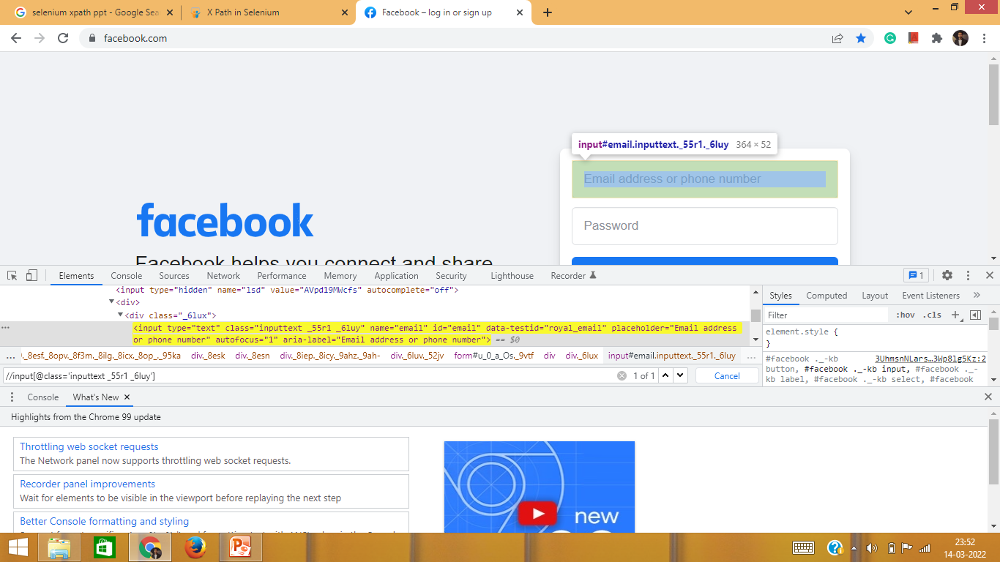 selenium xpath ppt - Google Sea
X Path in Selenium
Facebook – log in or sign up
facebook.com
input#email.inputtext._55r1._6luy 364 × 52
Email address or phone number
Password
facebook
Facebook helps you connect and share
Elements Console Sources Network Performance Memory Application Security Lighthouse Recorder 1
<input type="hidden" name="lsd" value="AVpd19MWcfs" autocomplete="off">
<div>
<div class="_6lux">
<input type="text" class="inputtext _55r1 _6luy" name="email" id="email" data-testid="royal_email" placeholder="Email address
or phone number" autofocus="1" aria-label="Email address or phone number"> == $0
... ._8esf._8opv._8f3m._8ilg._8icx._8op_._95ka div._8esk div._8esn div._8iep._8icy._9ahz._9ah- div._6luv._52jv form#u_0_a_Os._9vtf div div._6lux input#email.inputtext._55r1._6luy ...
//input[@class='inputtext _55r1 _6luy'] 1 of 1 Cancel
Styles Computed Layout Event Listeners »
Filter :hov .cls +
element.style {
}
#facebook ._-kb 3UhmsnNLars…3Wp8lg5Kz:2
button, #facebook ._-kb input, #facebook ._-
kb label, #facebook ._-kb select, #facebook
Console What's New
Highlights from the Chrome 99 update
Throttling web socket requests
The Network panel now supports throttling web socket requests.
Recorder panel improvements
Wait for elements to be visible in the viewport before replaying the next step
Better Console formatting and styling
new
23:52
14-03-2022